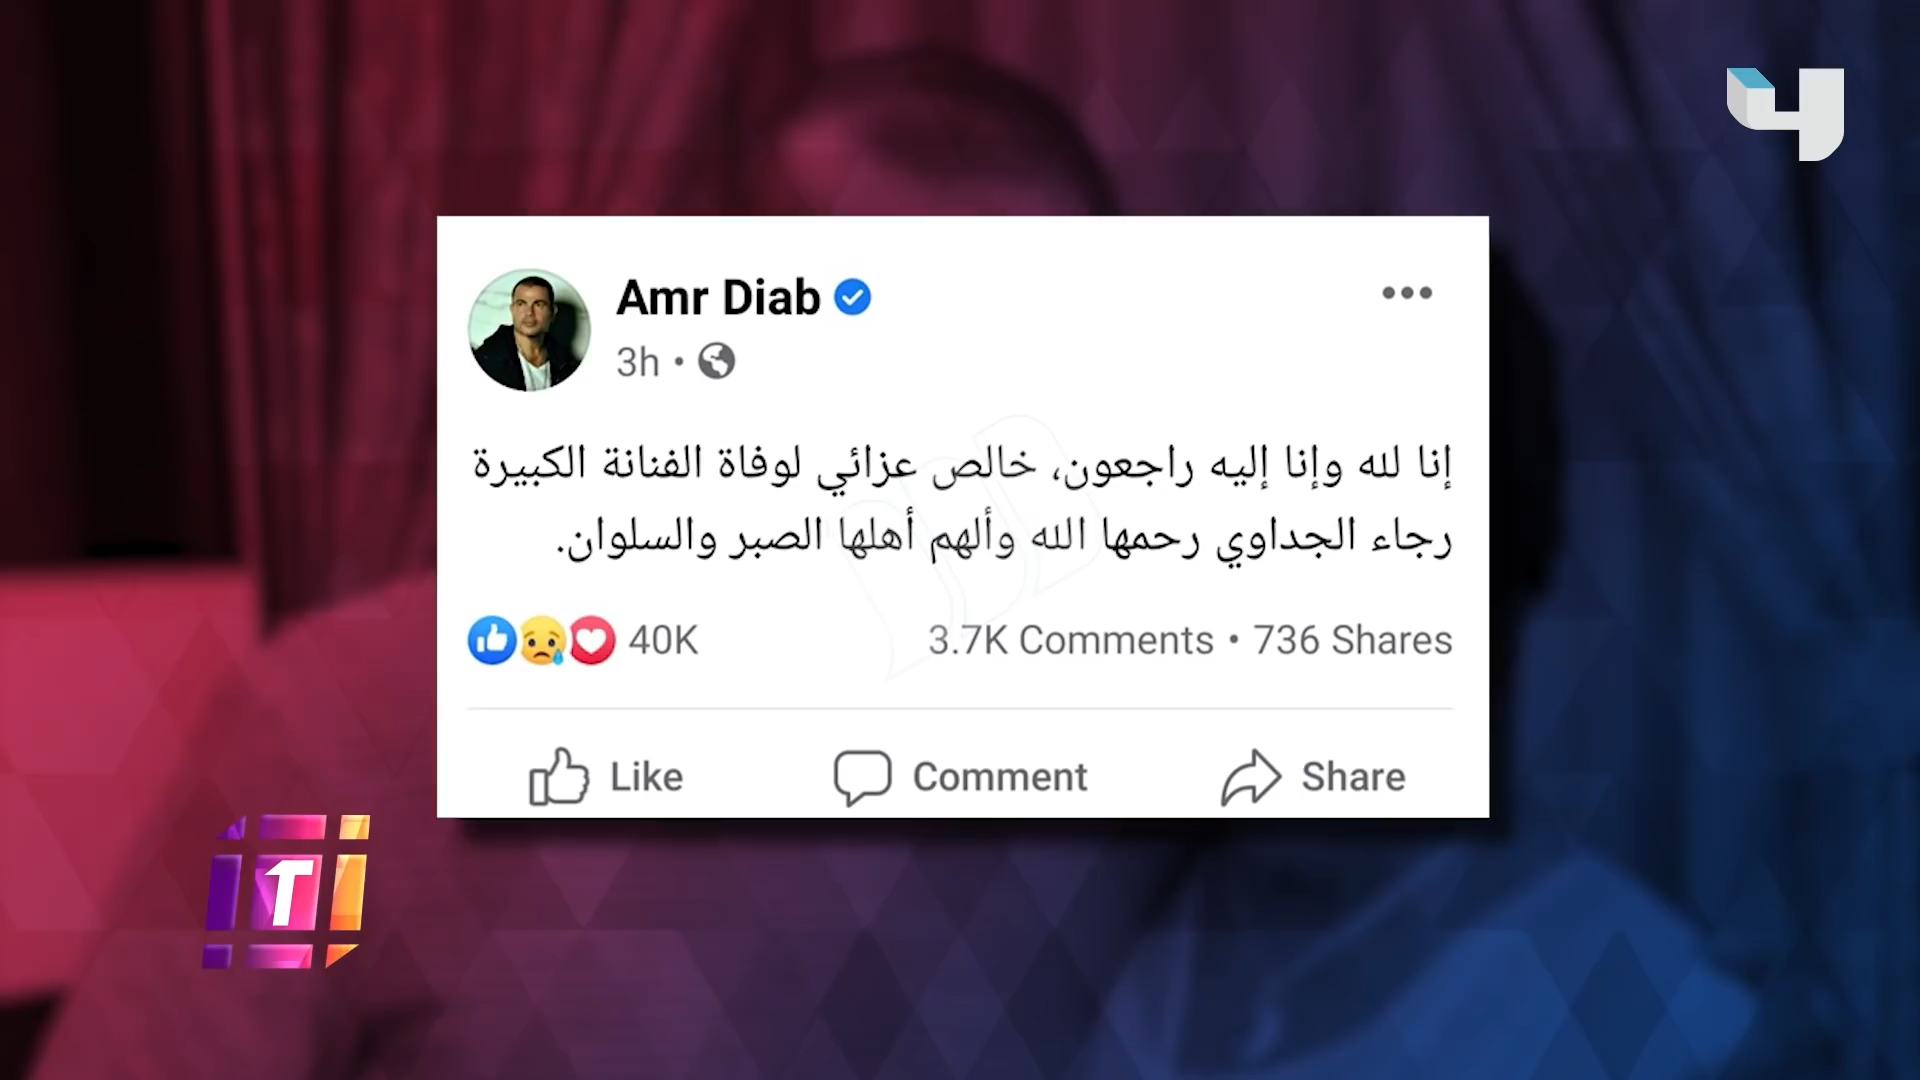 Amr Diab
3h •
إنا لله وإنا إليه راجعون، خالص عزائي لوفاة الفنانة الكبيرة
رجاء الجداوي رحمها الله وألهم أهلها الصبر والسلوان.
40K 3.7K Comments • 736 Shares
Like Comment Share
T